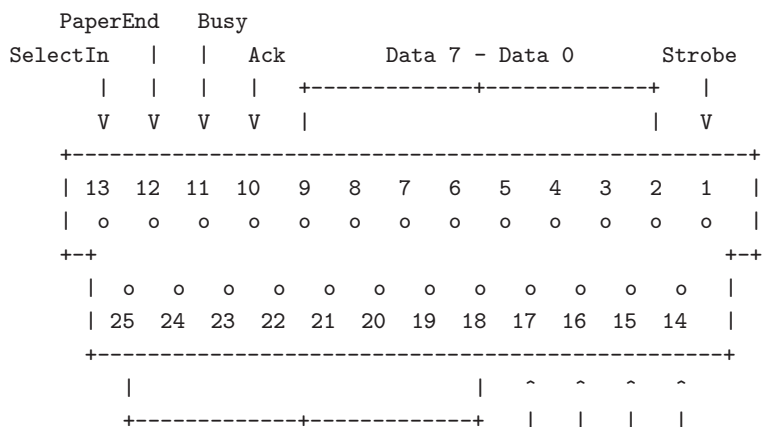 PaperEnd Busy
SelectIn | | Ack Data 7 - Data 0 Strobe
| | | | +-------------+-------------+ |
V V V V | | V
+------------------------------------------------------+
| 13 12 11 10 9 8 7 6 5 4 3 2 1 |
| o o o o o o o o o o o o o |
+-+ +-+
| o o o o o o o o o o o o |
| 25 24 23 22 21 20 19 18 17 16 15 14 |
+--------------------------------------------------+
| | ^ ^ ^ ^
+-------------+-------------+ | | | |